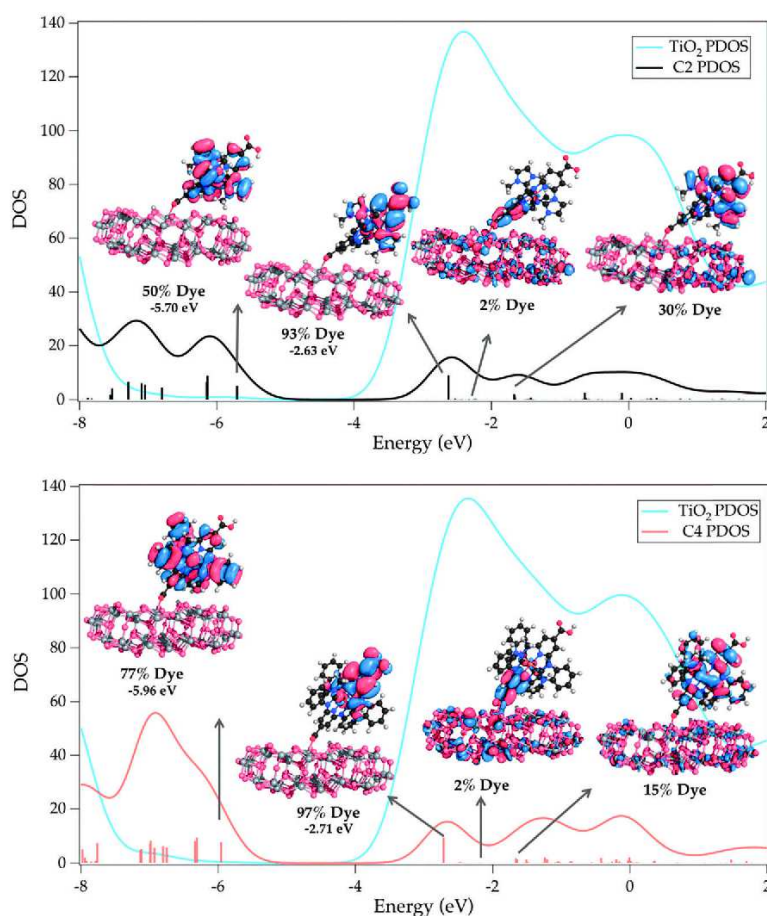 140
120
100
80
60
40
20
0
DOS
TiO₂ PDOS
C2 PDOS
50% Dye
-5.70 eV
93% Dye
-2.63 eV
2% Dye
30% Dye
-8
-6
-4
-2
0
2
Energy (eV)
140
120
100
80
60
40
20
0
DOS
TiO₂ PDOS
C4 PDOS
77% Dye
-5.96 eV
97% Dye
-2.71 eV
2% Dye
15% Dye
-8
-6
-4
-2
0
2
Energy (eV)